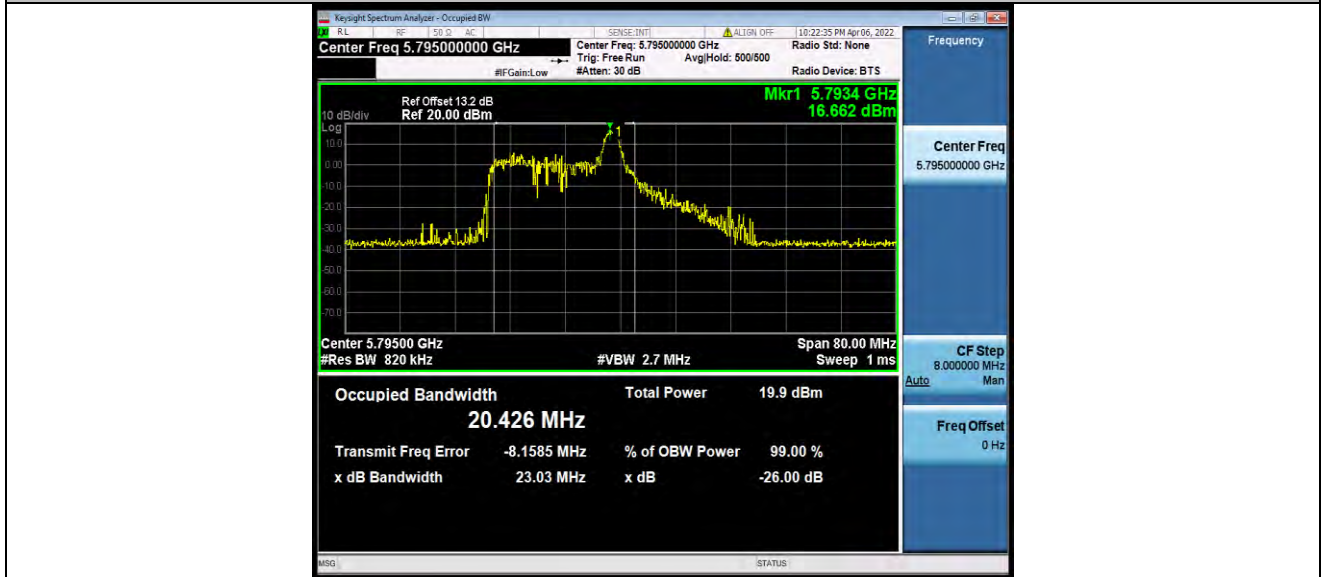 Keysight Spectrum Analyzer - Occupied BW
RL RF 50 Ω AC SENSE:INT ALIGN OFF 10:22:35 PM Apr 06, 2022
Center Freq 5.795000000 GHz
Center Freq: 5.795000000 GHz
Radio Std: None
Trig: Free Run Avg|Hold: 500/500
#IFGain:Low #Atten: 30 dB Radio Device: BTS
Mkr1 5.7934 GHz
16.662 dBm
Ref Offset 13.2 dB
10 dB/div Ref 20.00 dBm
Log
10.0
0.00
-10.0
-20.0
-30.0
-40.0
-50.0
-60.0
-70.0
Center 5.79500 GHz Span 80.00 MHz
#Res BW 820 kHz #VBW 2.7 MHz Sweep 1 ms
Occupied Bandwidth Total Power 19.9 dBm
20.426 MHz
Transmit Freq Error -8.1585 MHz % of OBW Power 99.00 %
x dB Bandwidth 23.03 MHz x dB -26.00 dB
MSG STATUS
Frequency
Center Freq
5.795000000 GHz
CF Step
8.000000 MHz
Auto Man
Freq Offset
0 Hz